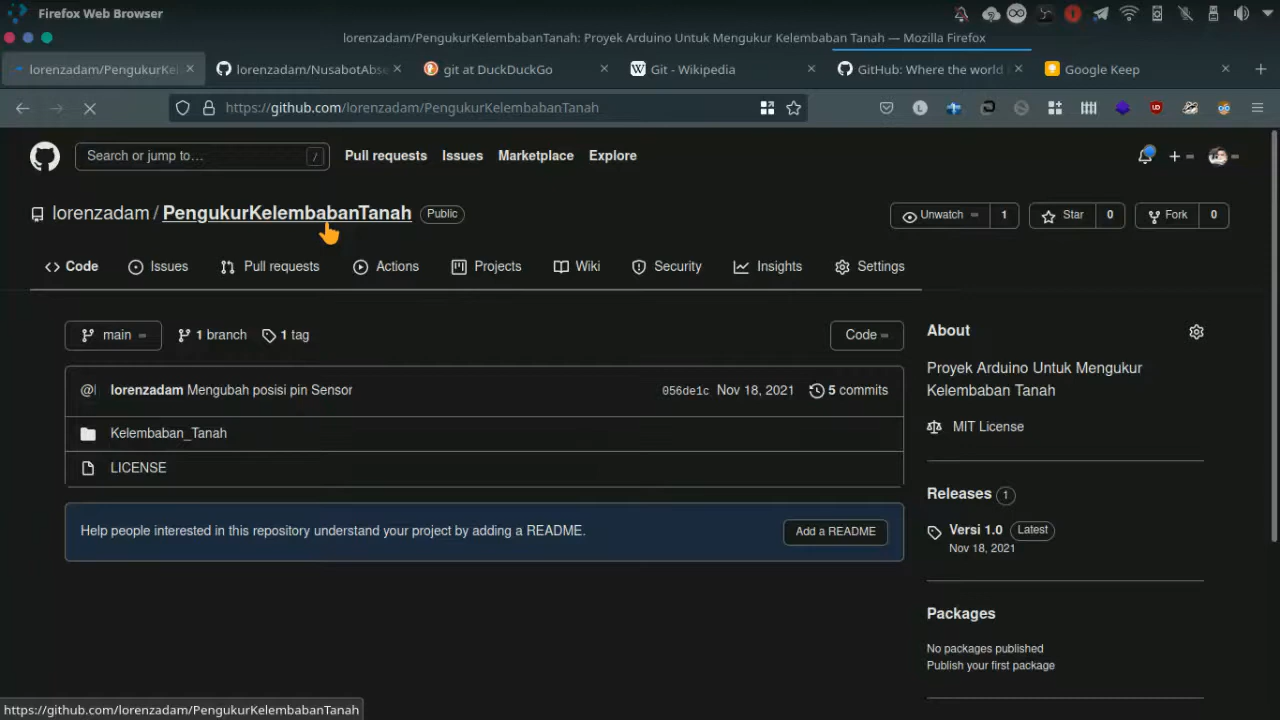 Firefox Web Browser
lorenzadam/PengukurKelembabanTanah: Proyek Arduino Untuk Mengukur Kelembaban Tanah — Mozilla Firefox
lorenzadam/PengukurKel
lorenzadam/NusabotAbse
git at DuckDuckGo
Git - Wikipedia
GitHub: Where the world
Google Keep
https://github.com/lorenzadam/PengukurKelembabanTanah
Search or jump to… /
Pull requests
Issues
Marketplace
Explore
lorenzadam / PengukurKelembabanTanah Public
Unwatch 1
Star 0
Fork 0
Code
Issues
Pull requests
Actions
Projects
Wiki
Security
Insights
Settings
main
1 branch
1 tag
Code
lorenzadam Mengubah posisi pin Sensor
056de1c Nov 18, 2021
5 commits
Kelembaban_Tanah
LICENSE
Help people interested in this repository understand your project by adding a README.
Add a README
About
Proyek Arduino Untuk Mengukur
Kelembaban Tanah
MIT License
Releases 1
Versi 1.0 Latest
Nov 18, 2021
Packages
No packages published
Publish your first package
https://github.com/lorenzadam/PengukurKelembabanTanah